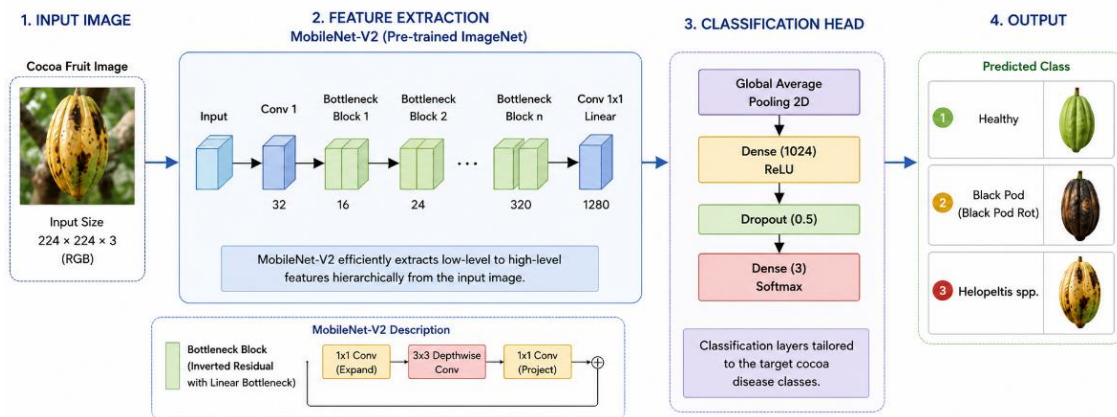 1. INPUT IMAGE
Cocoa Fruit Image
Input Size
224 × 224 × 3
(RGB)
2. FEATURE EXTRACTION
MobileNet-V2 (Pre-trained ImageNet)
Input
Conv 1
32
Bottleneck
Block 1
16
Bottleneck
Block 2
24
...
Bottleneck
Block n
320
Conv 1x1
Linear
1280
MobileNet-V2 efficiently extracts low-level to high-level
features hierarchically from the input image.
MobileNet-V2 Description
Bottleneck Block
(Inverted Residual
with Linear Bottleneck)
1x1 Conv
(Expand)
3x3 Depthwise
Conv
1x1 Conv
(Project)
+
3. CLASSIFICATION HEAD
Global Average
Pooling 2D
Dense (1024)
ReLU
Dropout (0.5)
Dense (3)
Softmax
Classification layers tailored
to the target cocoa
disease classes.
4. OUTPUT
Predicted Class
1 Healthy
2 Black Pod
(Black Pod Rot)
3 Helopeltis spp.